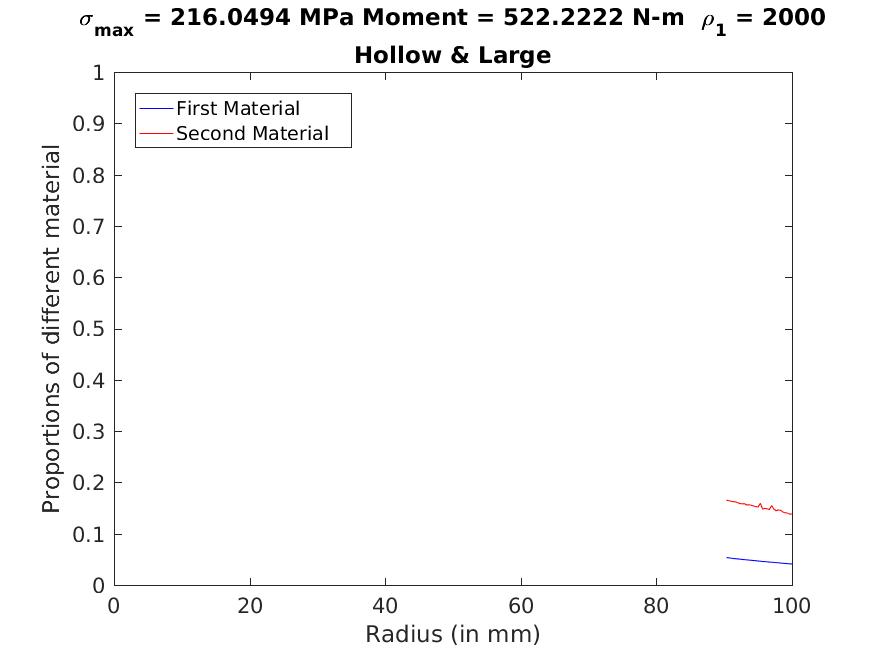 σmax = 216.0494 MPa Moment = 522.2222 N-m ρ1 = 2000
Hollow & Large
First Material
Second Material
1
0.9
0.8
0.7
0.6
0.5
0.4
0.3
0.2
0.1
0
Proportions of different material
0 20 40 60 80 100
Radius (in mm)